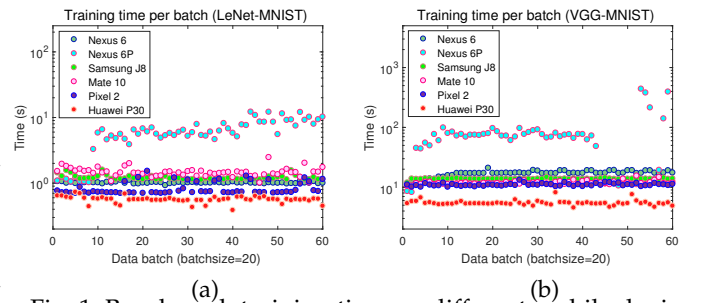 Training time per batch (LeNet-MNIST)
10²
10¹
10⁰
Time (s)
Nexus 6
Nexus 6P
Samsung J8
Mate 10
Pixel 2
Huawei P30
0 10 20 30 40 50 60
Data batch (batchsize=20)
(a)
Training time per batch (VGG-MNIST)
10³
10²
10¹
Time (s)
Nexus 6
Nexus 6P
Samsung J8
Mate 10
Pixel 2
Huawei P30
0 10 20 30 40 50 60
Data batch (batchsize=20)
(b)